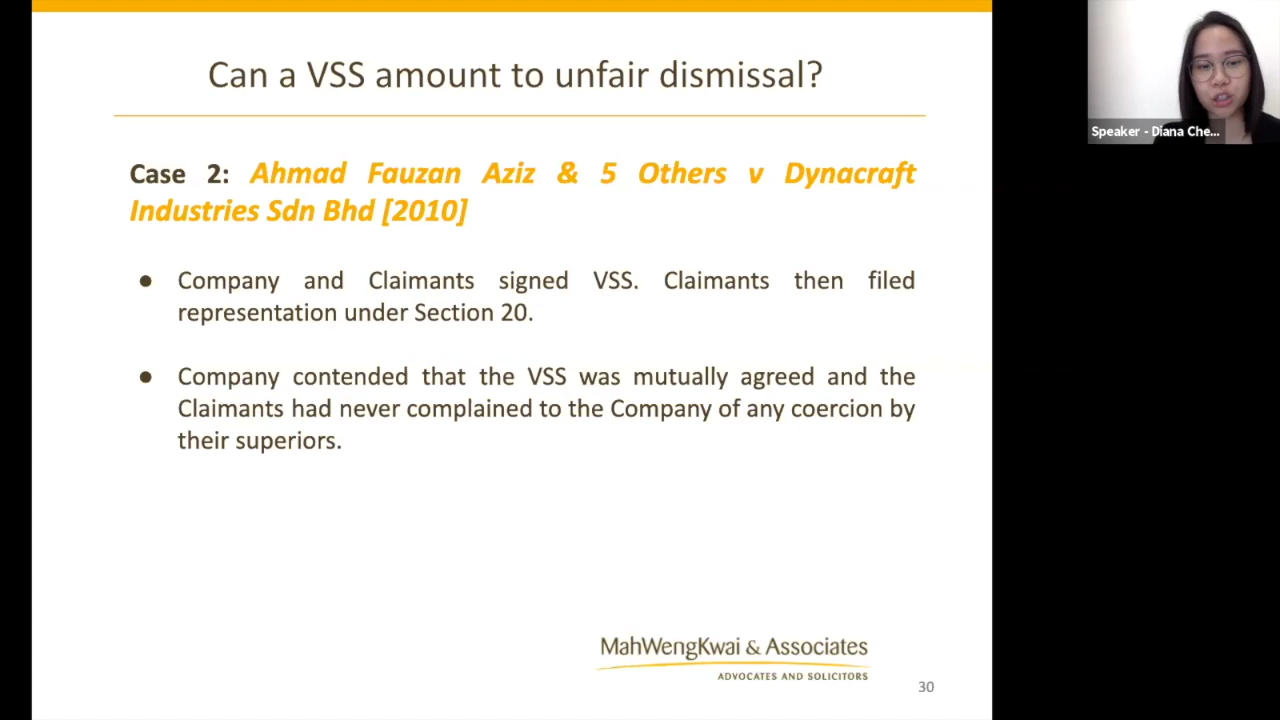 Can a VSS amount to unfair dismissal?
Case 2: Ahmad Fauzan Aziz & 5 Others v Dynacraft
Industries Sdn Bhd [2010]
● Company and Claimants signed VSS. Claimants then filed
representation under Section 20.
● Company contended that the VSS was mutually agreed and the
Claimants had never complained to the Company of any coercion by
their superiors.
MahWengKwai & Associates
ADVOCATES AND SOLICITORS
30
Speaker - Diana Che...